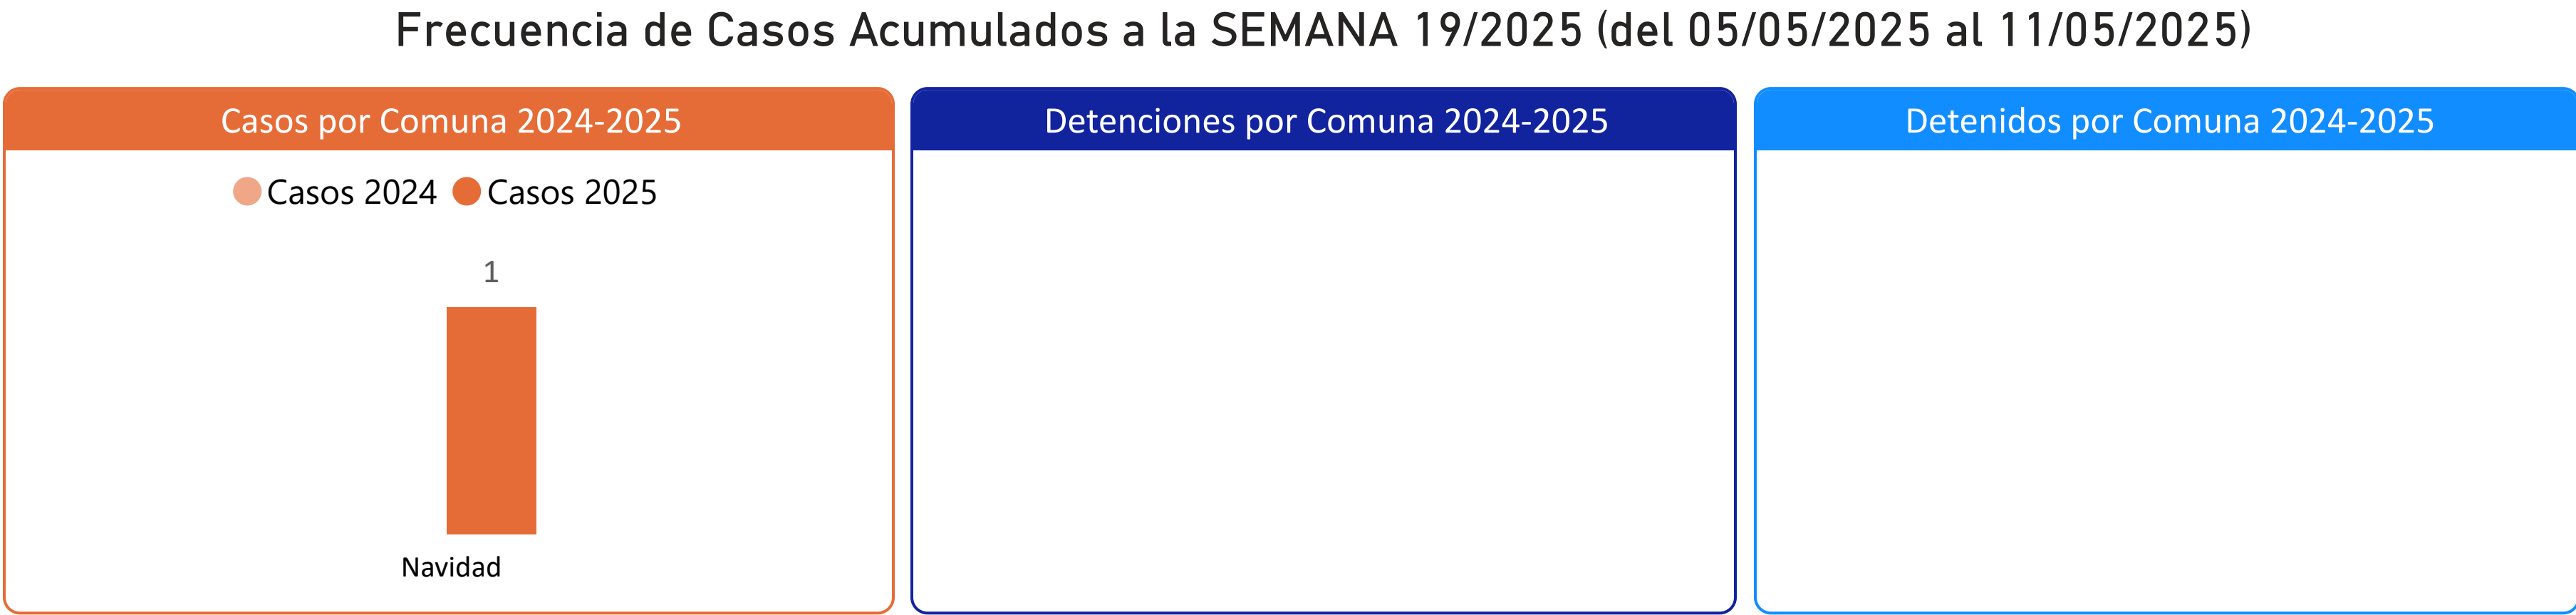 Frecuencia de Casos Acumulados a la SEMANA 19/2025 (del 05/05/2025 al 11/05/2025)
Casos por Comuna 2024-2025
Casos 2024 Casos 2025
1
Navidad
Detenciones por Comuna 2024-2025
Detenidos por Comuna 2024-2025